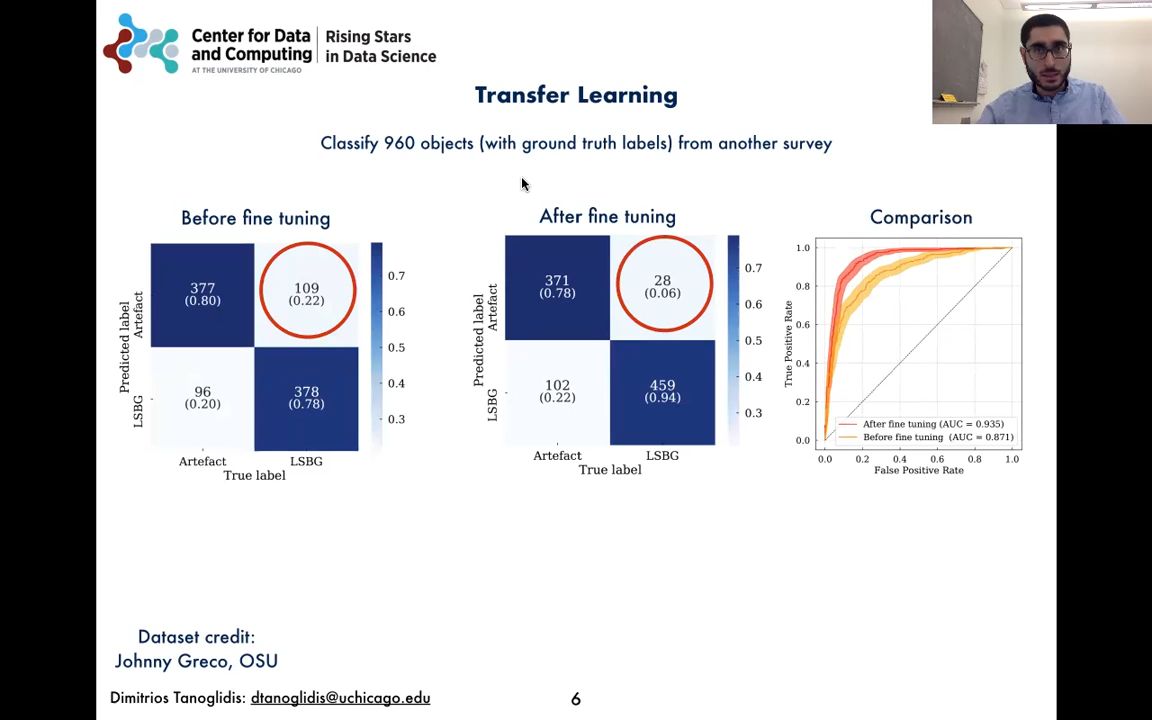 Center for Data
and Computing
AT THE UNIVERSITY OF CHICAGO
Rising Stars
in Data Science
Transfer Learning
Classify 960 objects (with ground truth labels) from another survey
Before fine tuning
Predicted label
Artefact
LSBG
377
(0.80)
109
(0.22)
96
(0.20)
378
(0.78)
Artefact
LSBG
True label
0.7
0.6
0.5
0.4
0.3
After fine tuning
Predicted label
Artefact
LSBG
371
(0.78)
28
(0.06)
102
(0.22)
459
(0.94)
Artefact
LSBG
True label
0.7
0.6
0.5
0.4
0.3
Comparison
True Positive Rate
1.0
0.8
0.6
0.4
0.2
0.0
After fine tuning (AUC = 0.935)
Before fine tuning (AUC = 0.871)
0.0 0.2 0.4 0.6 0.8 1.0
False Positive Rate
Dataset credit:
Johnny Greco, OSU
Dimitrios Tanoglidis: dtanoglidis@uchicago.edu
6